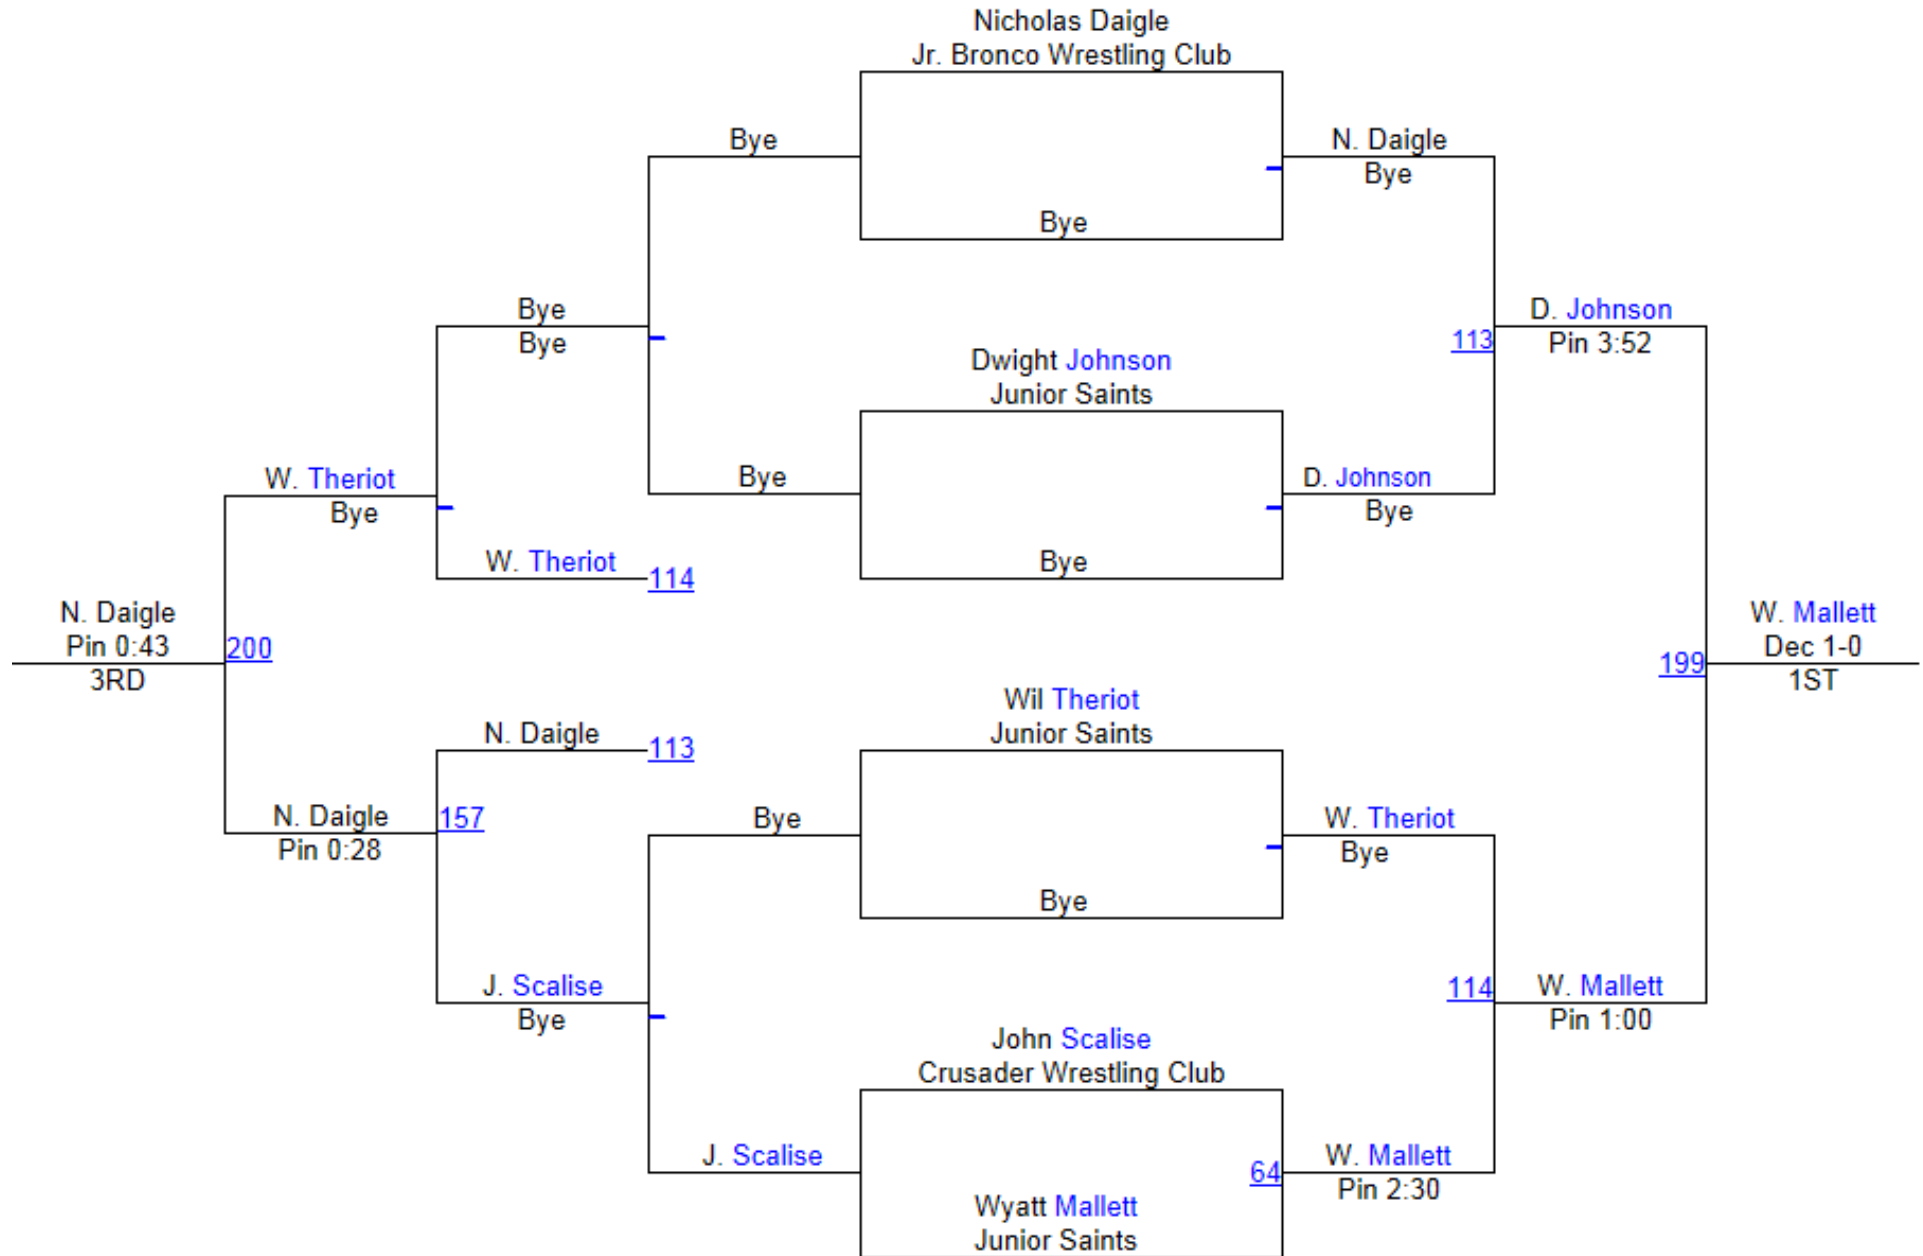 Nicholas Daigle
Jr. Bronco Wrestling Club
Bye
N. Daigle
Bye
Bye
Bye
Bye
D. Johnson
113
Pin 3:52
Dwight Johnson
Junior Saints
W. Theriot
Bye
Bye
D. Johnson
Bye
W. Theriot
114
Bye
N. Daigle
Pin 0:43
3RD
200
W. Mallett
Dec 1-0
1ST
199
Wil Theriot
Junior Saints
N. Daigle
113
N. Daigle
Pin 0:28
157
Bye
W. Theriot
Bye
Bye
J. Scalise
Bye
114
W. Mallett
Pin 1:00
John Scalise
Crusader Wrestling Club
J. Scalise
64
W. Mallett
Pin 2:30
Wyatt Mallett
Junior Saints